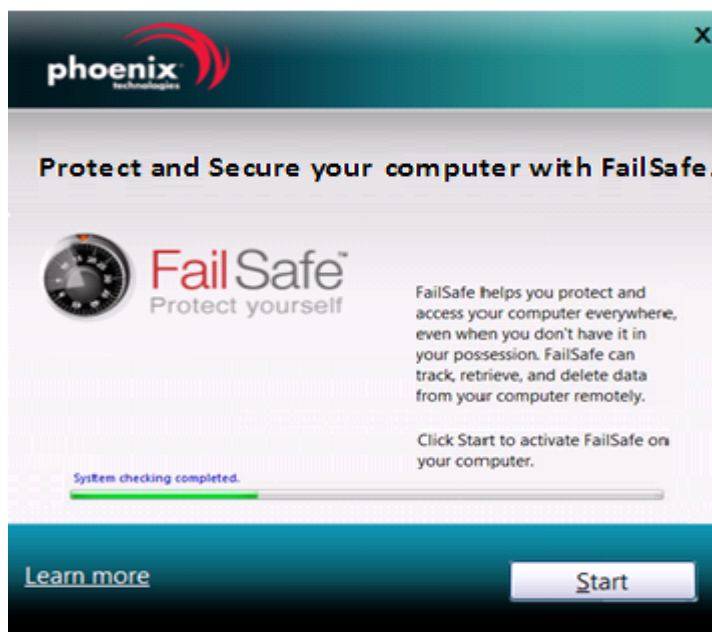 X
phoenix
technologies
Protect and Secure your computer with FailSafe.
FailSafe™
Protect yourself
FailSafe helps you protect and
access your computer everywhere,
even when you don't have it in
your possession. FailSafe can
track, retrieve, and delete data
from your computer remotely.
Click Start to activate FailSafe on
your computer.
System checking completed.
Learn more
Start